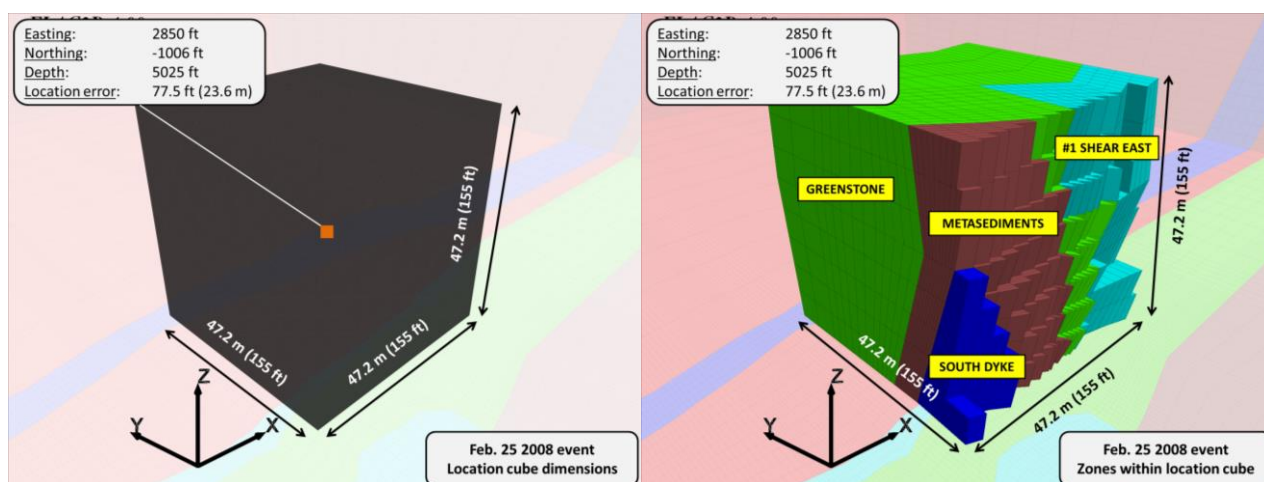 Easting: 2850 ft
Northing: -1006 ft
Depth: 5025 ft
Location error: 77.5 ft (23.6 m)
47.2 m (155 ft)
47.2 m (155 ft)
47.2 m (155 ft)
Z
Y
X
Feb. 25 2008 event
Location cube dimensions
Easting: 2850 ft
Northing: -1006 ft
Depth: 5025 ft
Location error: 77.5 ft (23.6 m)
#1 SHEAR EAST
GREENSTONE
METASEDIMENTS
47.2 m (155 ft)
SOUTH DYKE
47.2 m (155 ft)
47.2 m (155 ft)
Z
Y
X
Feb. 25 2008 event
Zones within location cube